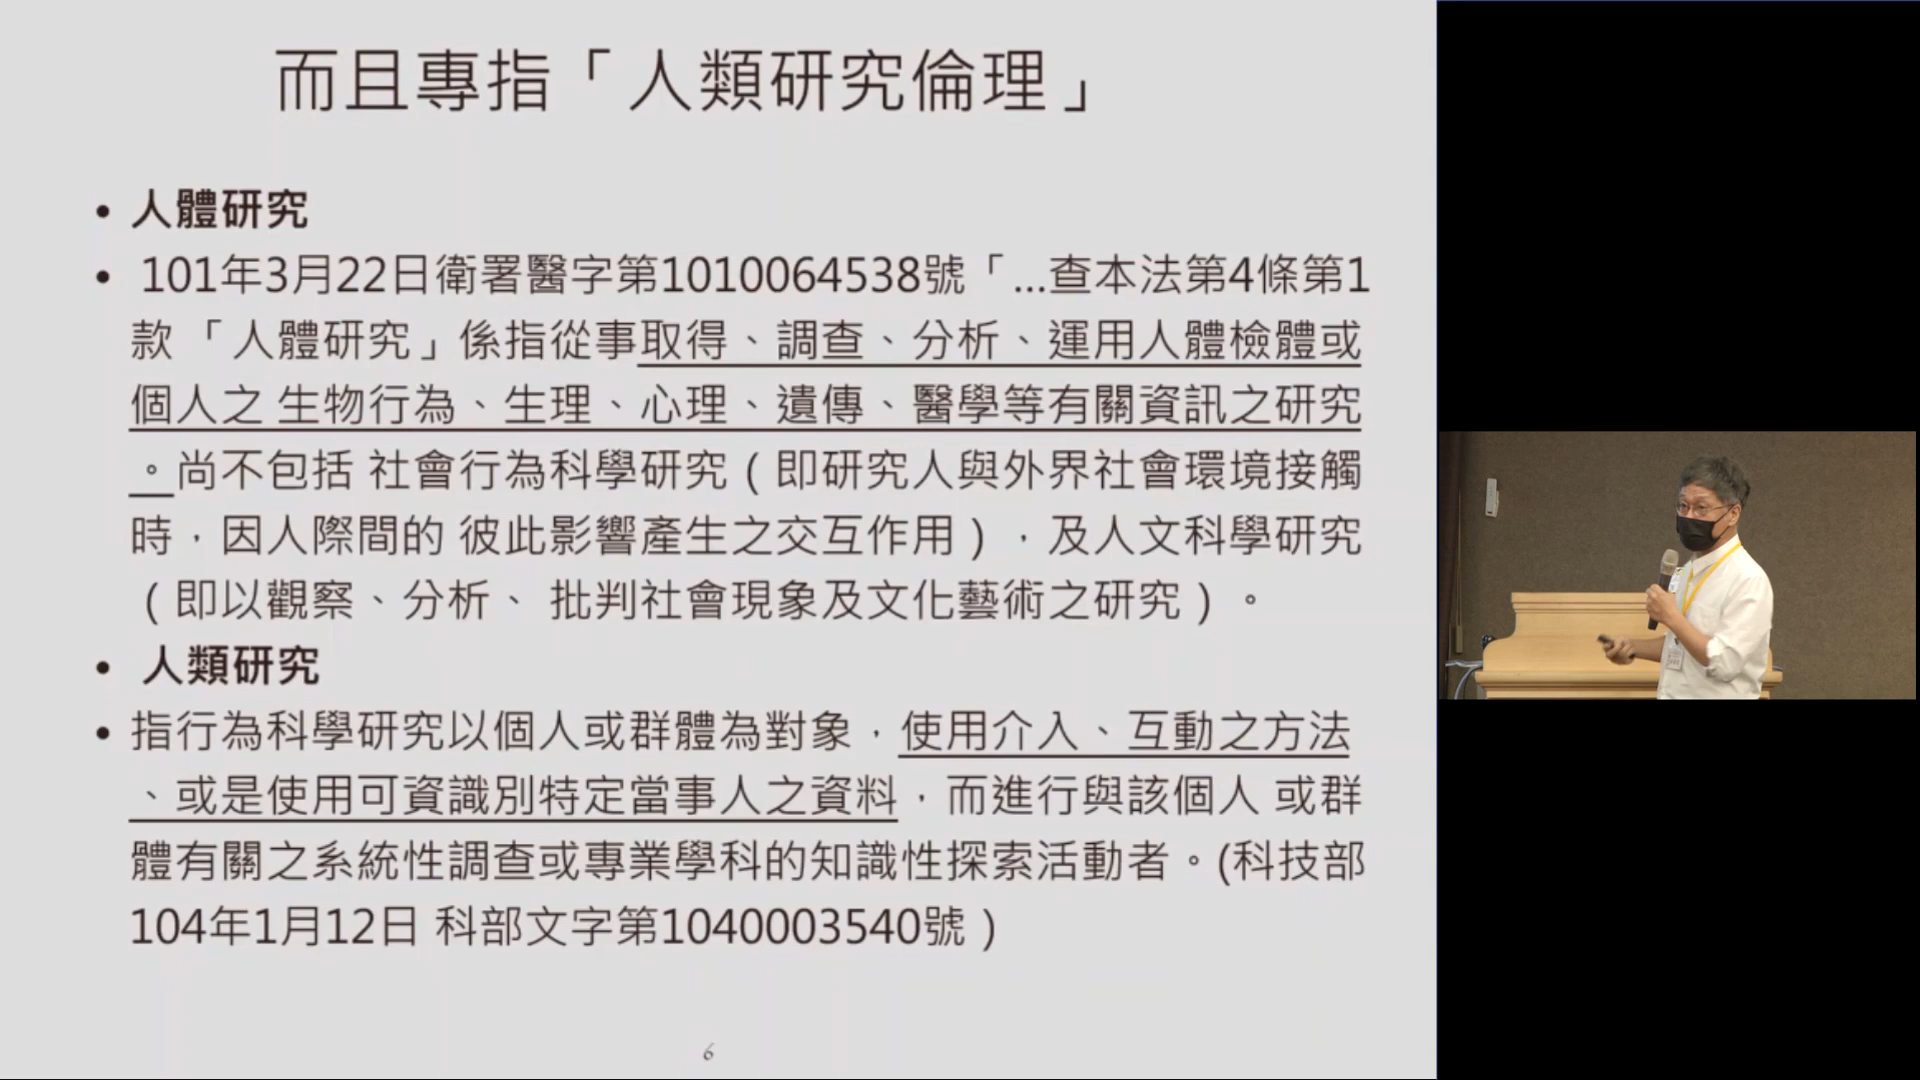 而且專指「人類研究倫理」
• 人體研究
• 101年3月22日衛署醫字第1010064538號「...查本法第4條第1
款 「人體研究」係指從事取得、調查、分析、運用人體檢體或
個人之 生物行為、生理、心理、遺傳、醫學等有關資訊之研究
。尚不包括 社會行為科學研究（即研究人與外界社會環境接觸
時，因人際間的 彼此影響產生之交互作用），及人文科學研究
（即以觀察、分析、 批判社會現象及文化藝術之研究）。
• 人類研究
• 指行為科學研究以個人或群體為對象，使用介入、互動之方法
、或是使用可資識別特定當事人之資料，而進行與該個人 或群
體有關之系統性調查或專業學科的知識性探索活動者。(科技部
104年1月12日 科部文字第1040003540號）
6